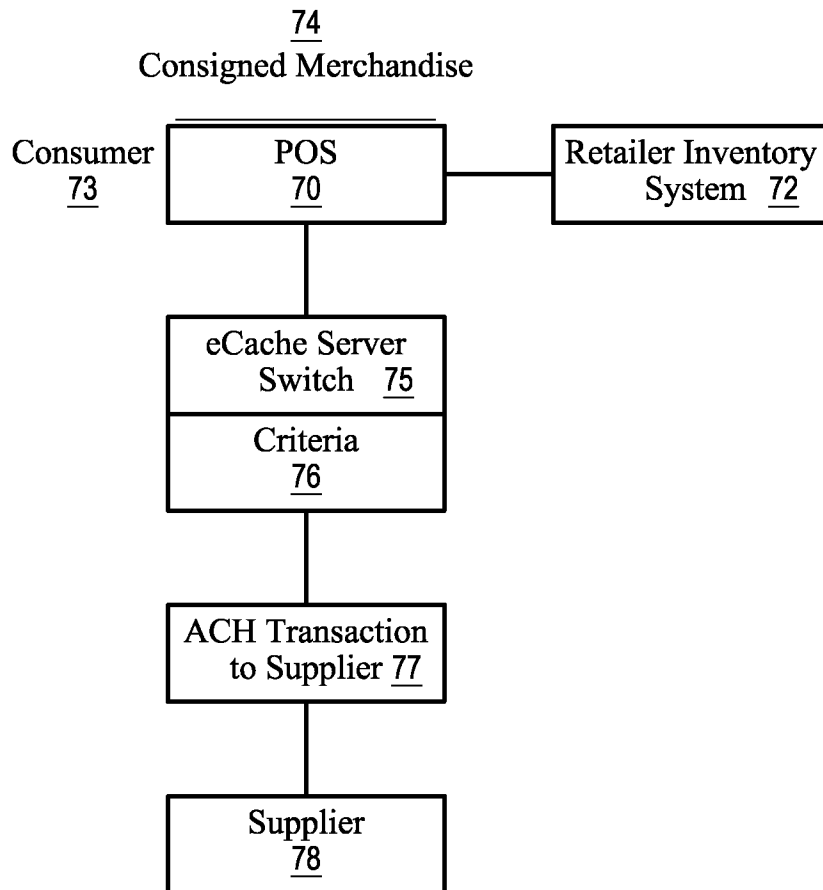 74
Consigned Merchandise
Consumer
73
POS
70
Retailer Inventory
System 72
eCache Server
Switch 75
Criteria
76
ACH Transaction
to Supplier 77
Supplier
78